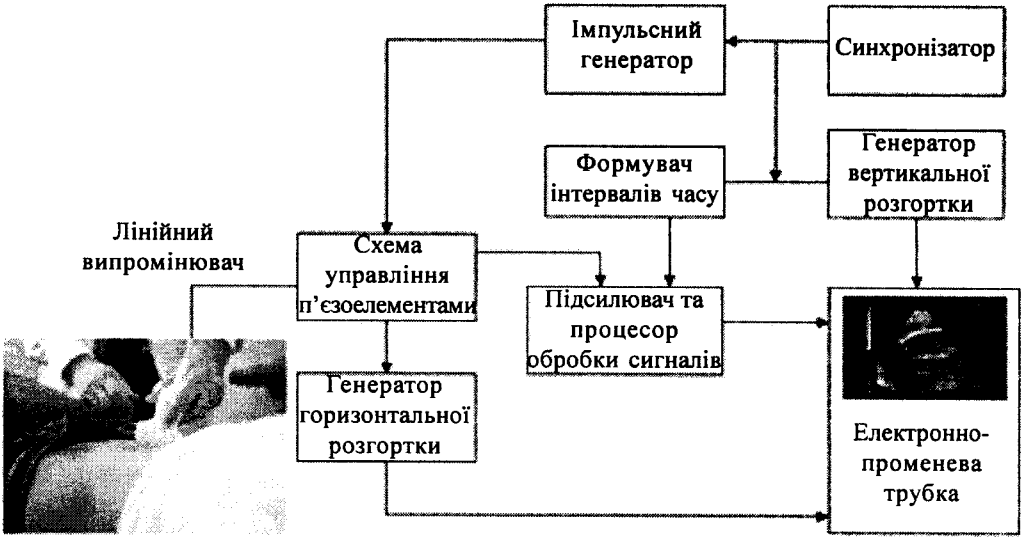 Імпульсний
генератор
Синхронізатор
Формувач
інтервалів часу
Генератор
вертикальної
розгортки
Лінійний
випромінювач
Схема
управління
п’єзоелементами
Підсилювач та
процесор
обробки сигналів
Генератор
горизонтальної
розгортки
Електронно-
променева
трубка